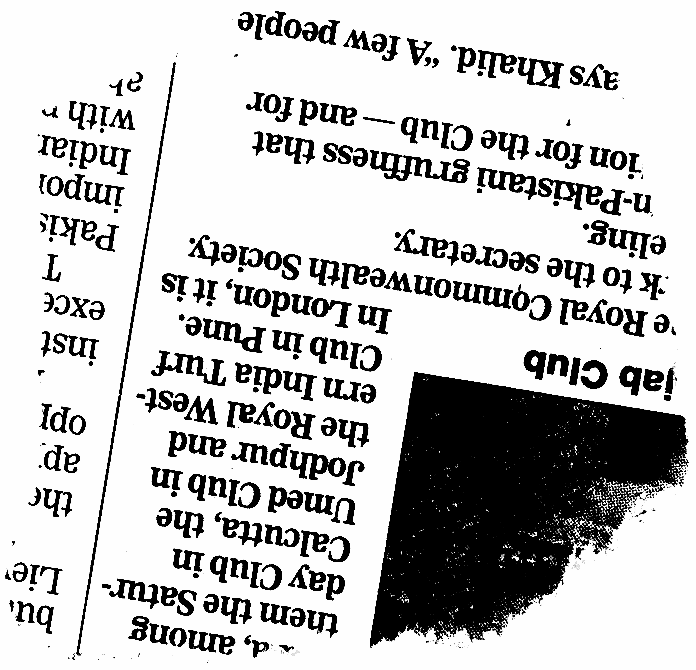 among
them the Satur-
day Club in
Calcutta, the
Umed Club in
Jodhpur and
the Royal West-
ern India Turf
Club in Pune.
In London, it is
jab Club
Royal Commonwealth Society.
k to the secretary.
eling.
n-Pakistani gruffness that
ion for the Club — and for
ays Khalid. “A few people
bu
Lie
the
ap
opi
inst
exce
T
Pakis
impor
Indian
with